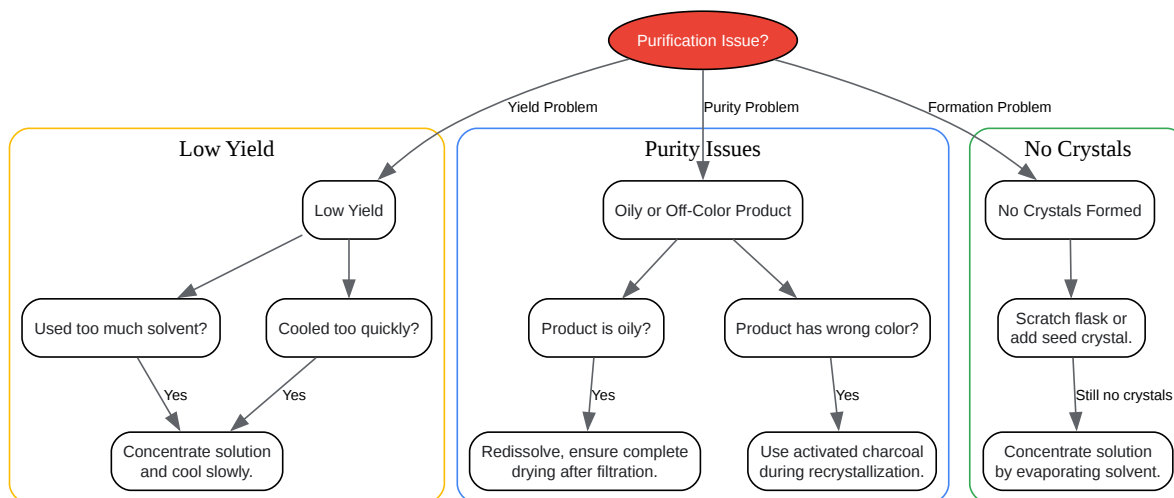 Purification Issue?
Yield Problem
Purity Problem
Formation Problem
Low Yield
Purity Issues
No Crystals
Low Yield
Oily or Off-Color Product
No Crystals Formed
Used too much solvent?
Cooled too quickly?
Product is oily?
Product has wrong color?
Scratch flask or
add seed crystal.
Yes
Yes
Yes
Yes
Still no crystals
Concentrate solution
and cool slowly.
Redissolve, ensure complete
drying after filtration.
Use activated charcoal
during recrystallization.
Concentrate solution
by evaporating solvent.